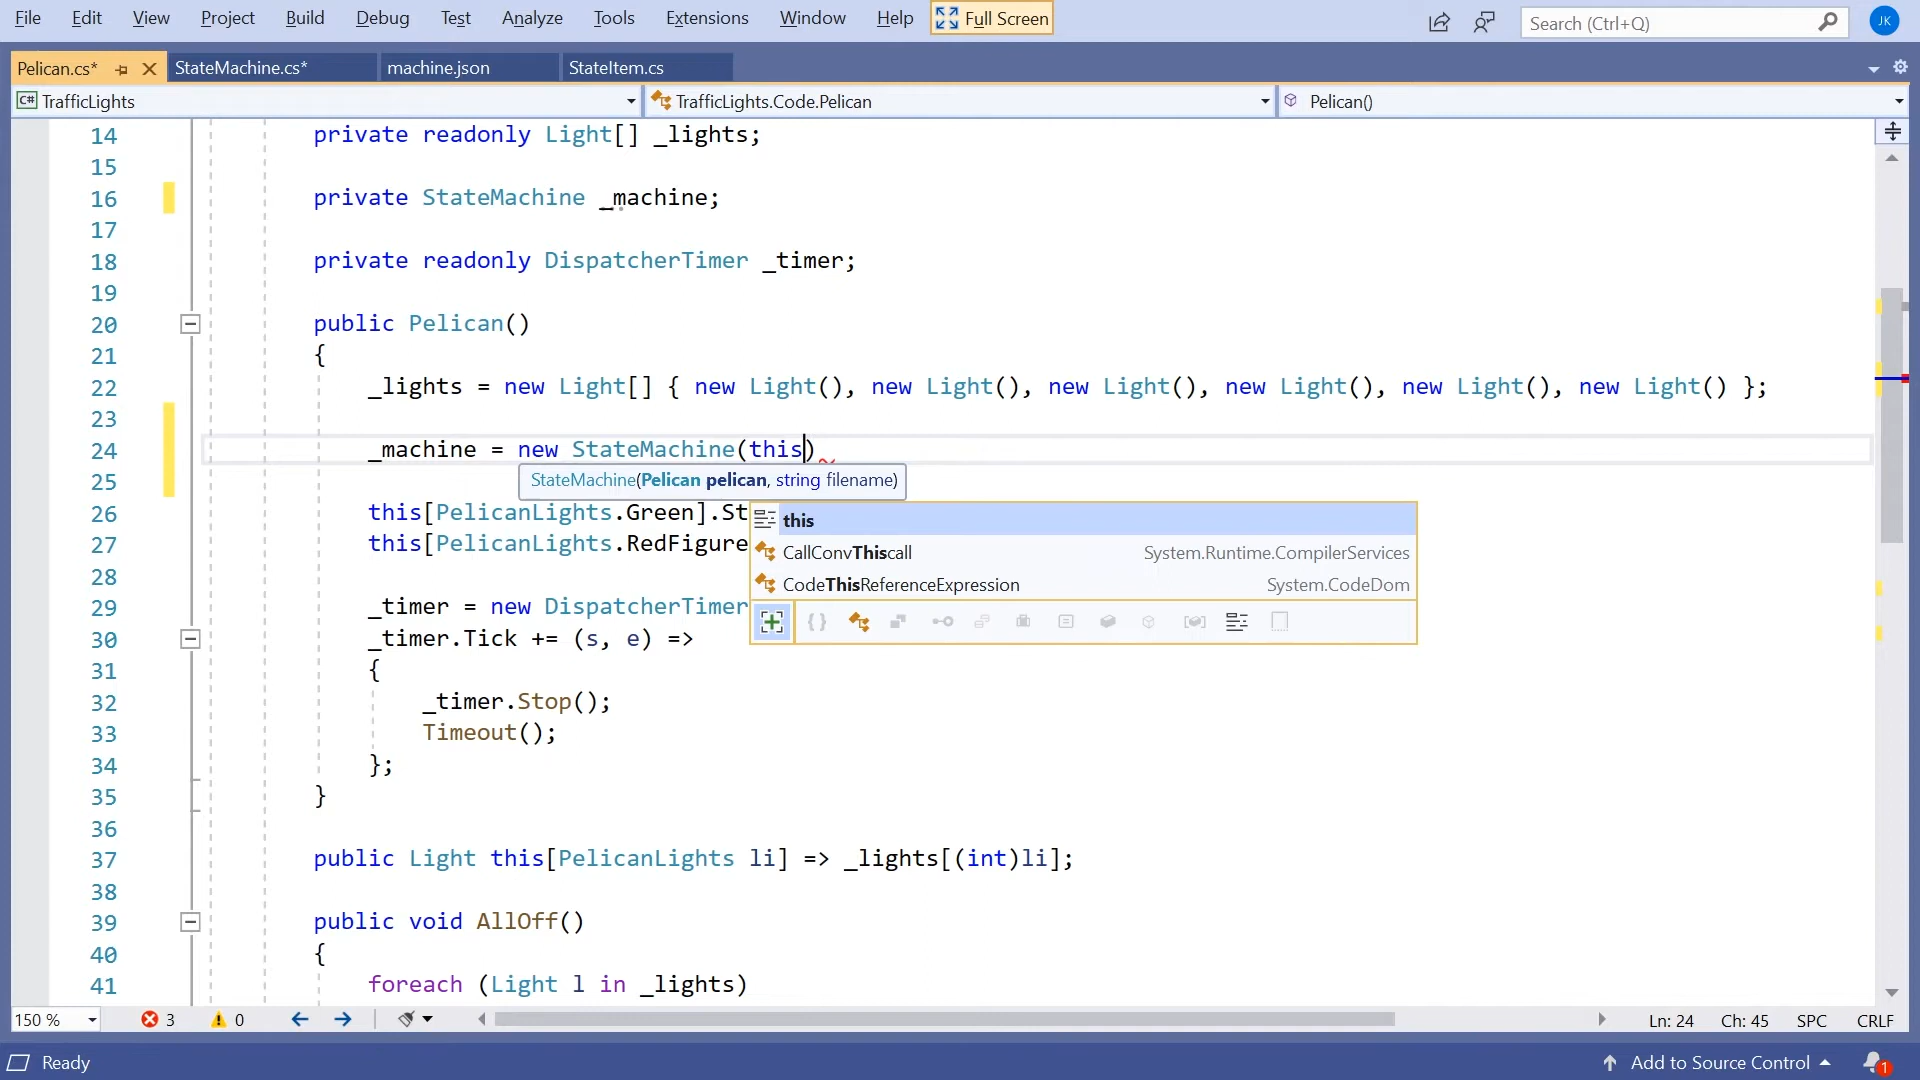 File Edit View Project Build Debug Test Analyze Tools Extensions Window Help Full Screen Search (Ctrl+Q) JK
Pelican.cs* StateMachine.cs* machine.json StateItem.cs
C# TrafficLights TrafficLights.Code.Pelican Pelican()
14 private readonly Light[] _lights;
15
16 private StateMachine _machine;
17
18 private readonly DispatcherTimer _timer;
19
20 public Pelican()
21 {
22 _lights = new Light[] { new Light(), new Light(), new Light(), new Light(), new Light(), new Light() };
23
24 _machine = new StateMachine(this)
25 StateMachine(Pelican pelican, string filename)
26 this[PelicanLights.Green].St
this
27 this[PelicanLights.RedFigure
CallConvThiscall System.Runtime.CompilerServices
28
CodeThisReferenceExpression System.CodeDom
29 _timer = new DispatcherTimer
30 _timer.Tick += (s, e) =>
31 {
32 _timer.Stop();
33 Timeout();
34 };
35 }
36
37 public Light this[PelicanLights li] => _lights[(int)li];
38
39 public void AllOff()
40 {
41 foreach (Light l in _lights)
150 % 3 0 Ln: 24 Ch: 45 SPC CRLF
Ready Add to Source Control 1